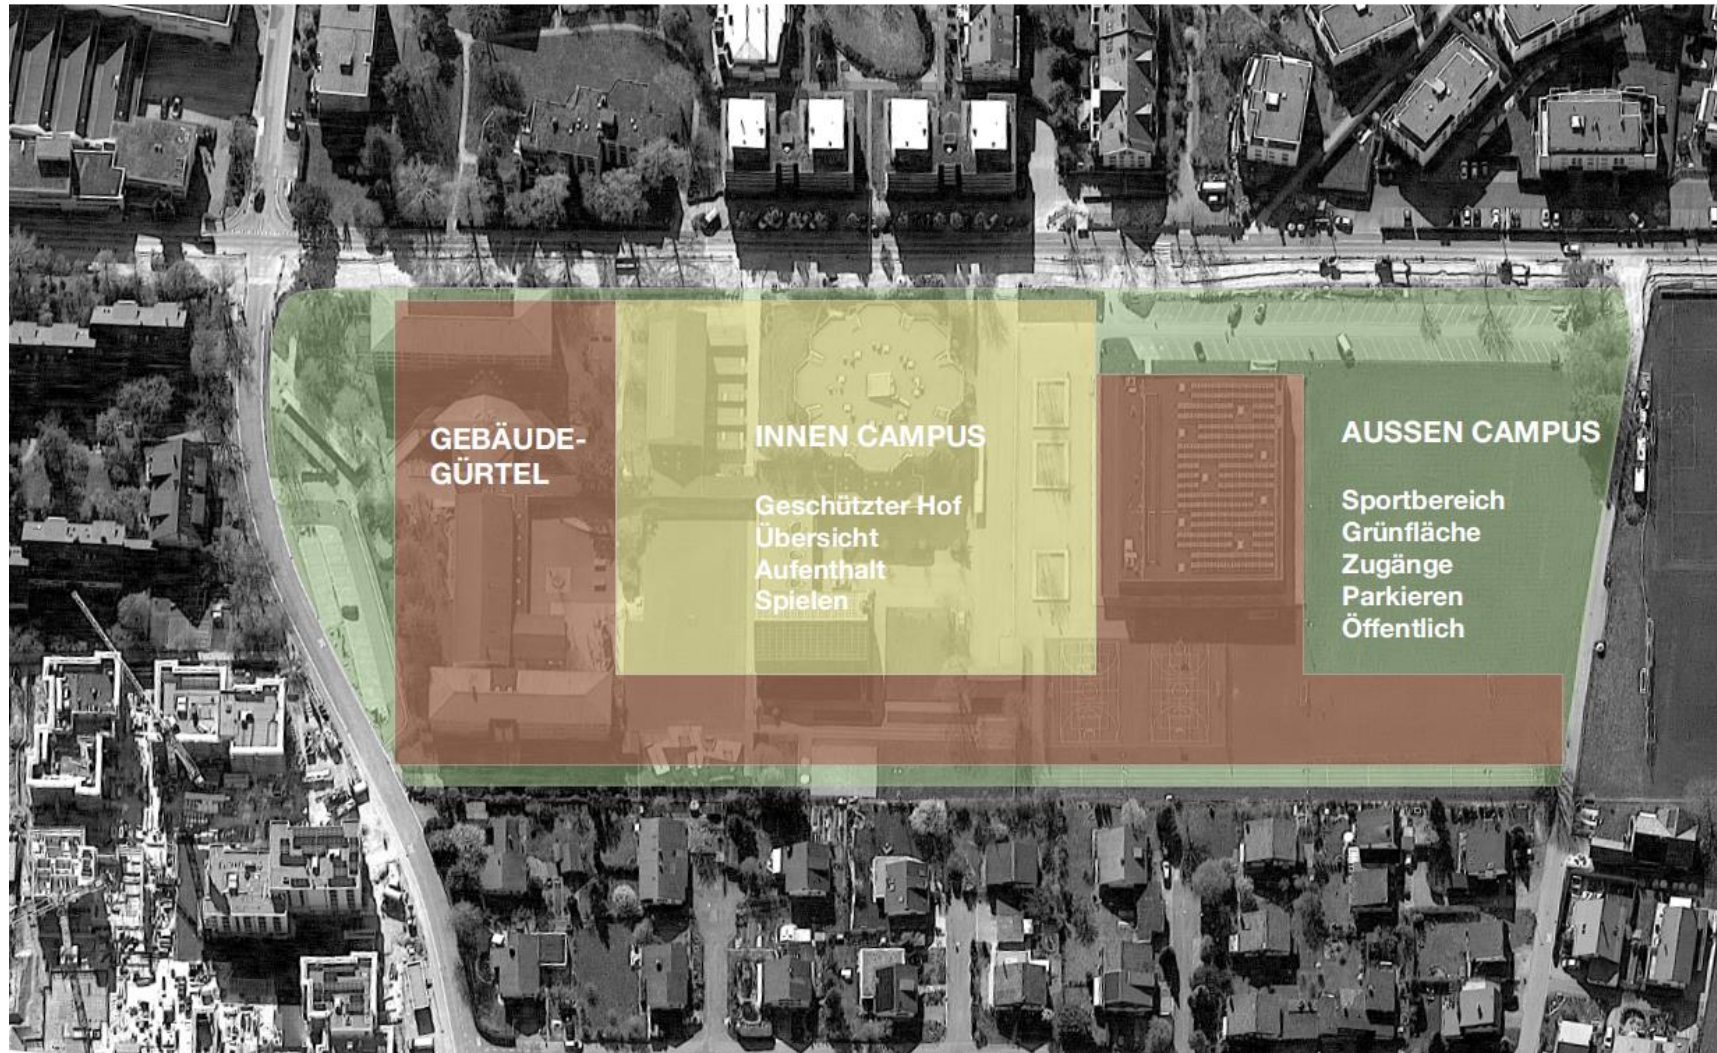 GEBÄUDE-
GÜRTEL
INNEN CAMPUS
Geschützter Hof
Übersicht
Aufenthalt
Spielen
AUSSEN CAMPUS
Sportbereich
Grünfläche
Zugänge
Parkieren
Öffentlich